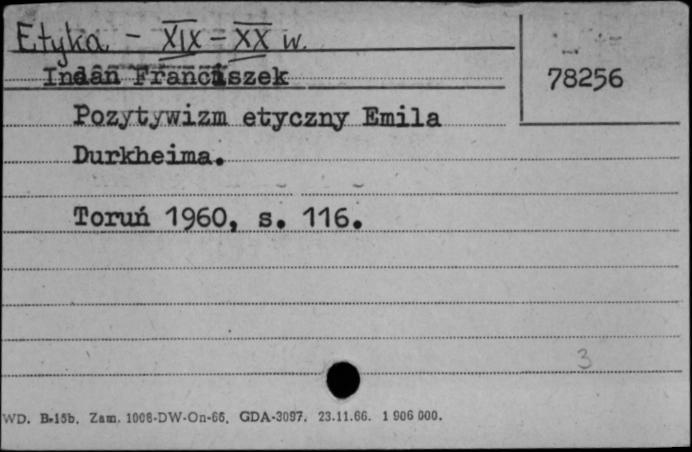 Etyka - XIX - XX w.
Indan Franciszek
78256
Pozytywizm etyczny Emila
Durkheima.
Toruń 1960, s. 116.
3
WD. B-15b. Zam. 1008-DW-On-66. GDA-3097. 23.11.66. 1 906 000.